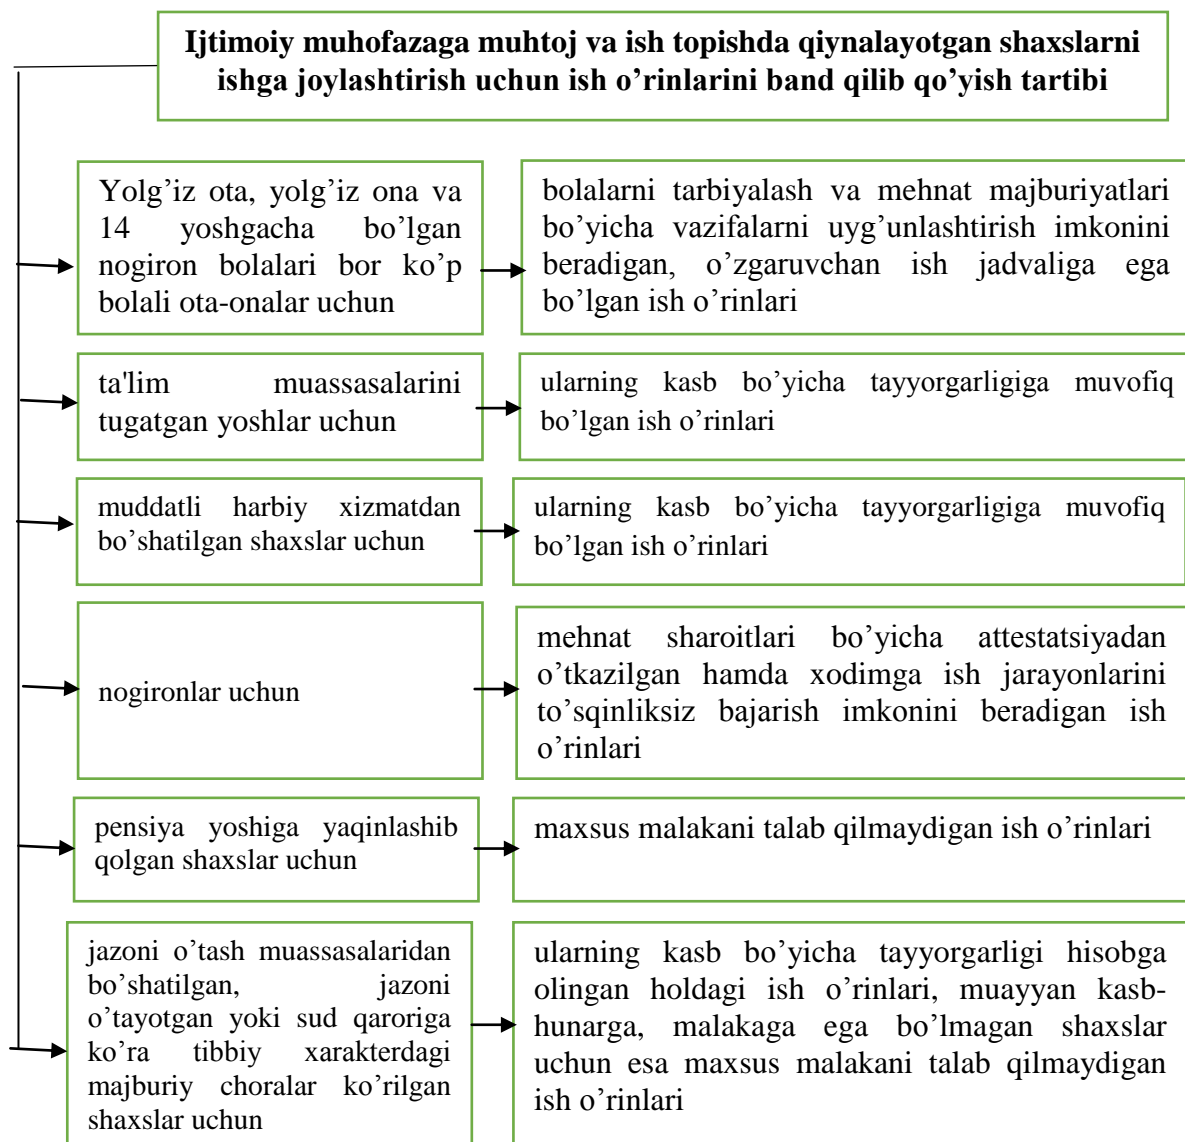 Ijtimoiy muhofazaga muhtoj va ish topishda qiynalayotgan shaxslarni
ishga joylashtirish uchun ish o’rinlarini band qilib qo’yish tartibi
Yolg’iz ota, yolg’iz ona va
14 yoshgacha bo’lgan
nogiron bolalari bor ko’p
bolali ota-onalar uchun
bolalarni tarbiyalash va mehnat majburiyatlari
bo’yicha vazifalarni uyg’unlashtirish imkonini
beradigan, o’zgaruvchan ish jadvaliga ega
bo’lgan ish o’rinlari
ta'lim muassasalarini
tugatgan yoshlar uchun
ularning kasb bo’yicha tayyorgarligiga muvofiq
bo’lgan ish o’rinlari
muddatli harbiy xizmatdan
bo’shatilgan shaxslar uchun
ularning kasb bo’yicha tayyorgarligiga muvofiq
bo’lgan ish o’rinlari
nogironlar uchun
mehnat sharoitlari bo’yicha attestatsiyadan
o’tkazilgan hamda xodimga ish jarayonlarini
to’sqinliksiz bajarish imkonini beradigan ish
o’rinlari
pensiya yoshiga yaqinlashib
qolgan shaxslar uchun
maxsus malakani talab qilmaydigan ish o’rinlari
jazoni o’tash muassasalaridan
bo’shatilgan, jazoni
o’tayotgan yoki sud qaroriga
ko’ra tibbiy xarakterdagi
majburiy choralar ko’rilgan
shaxslar uchun
ularning kasb bo’yicha tayyorgarligi hisobga
olingan holdagi ish o’rinlari, muayyan kasb-
hunarga, malakaga ega bo’lmagan shaxslar
uchun esa maxsus malakani talab qilmaydigan
ish o’rinlari